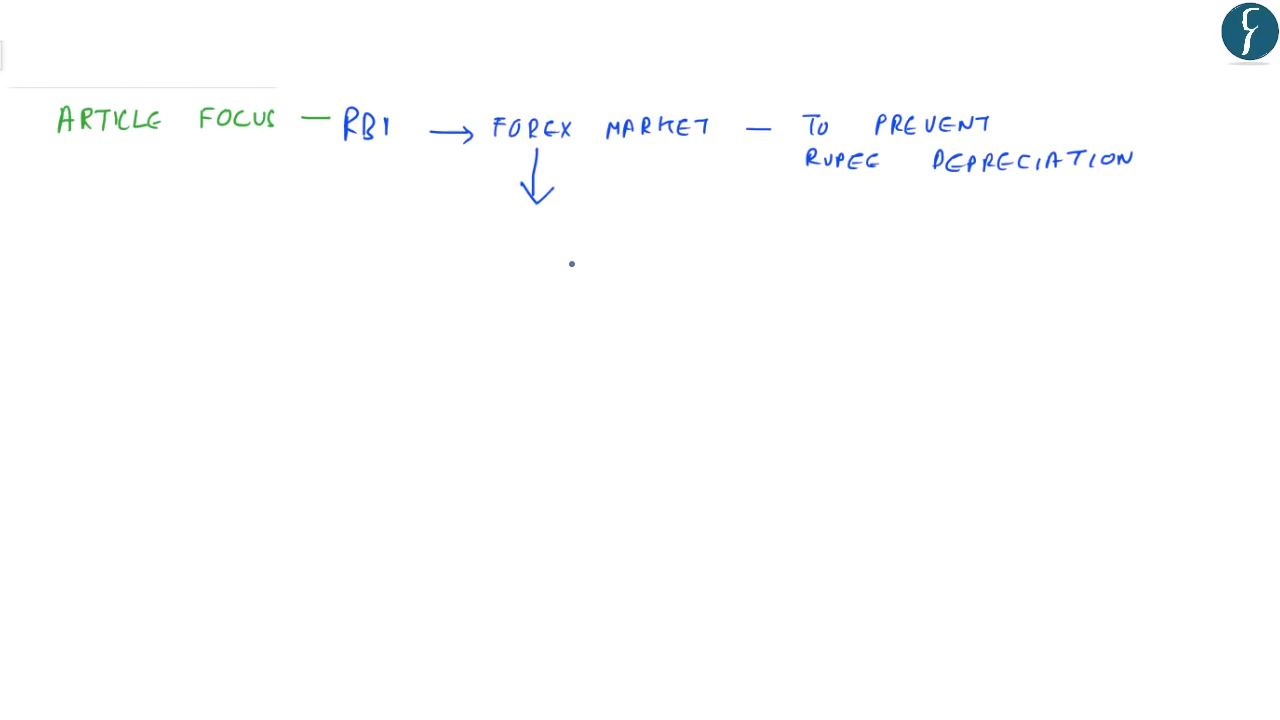 ARTICLE FOCUS — RBI → FOREX MARKET — TO PREVENT
RUPEE DEPRECIATION